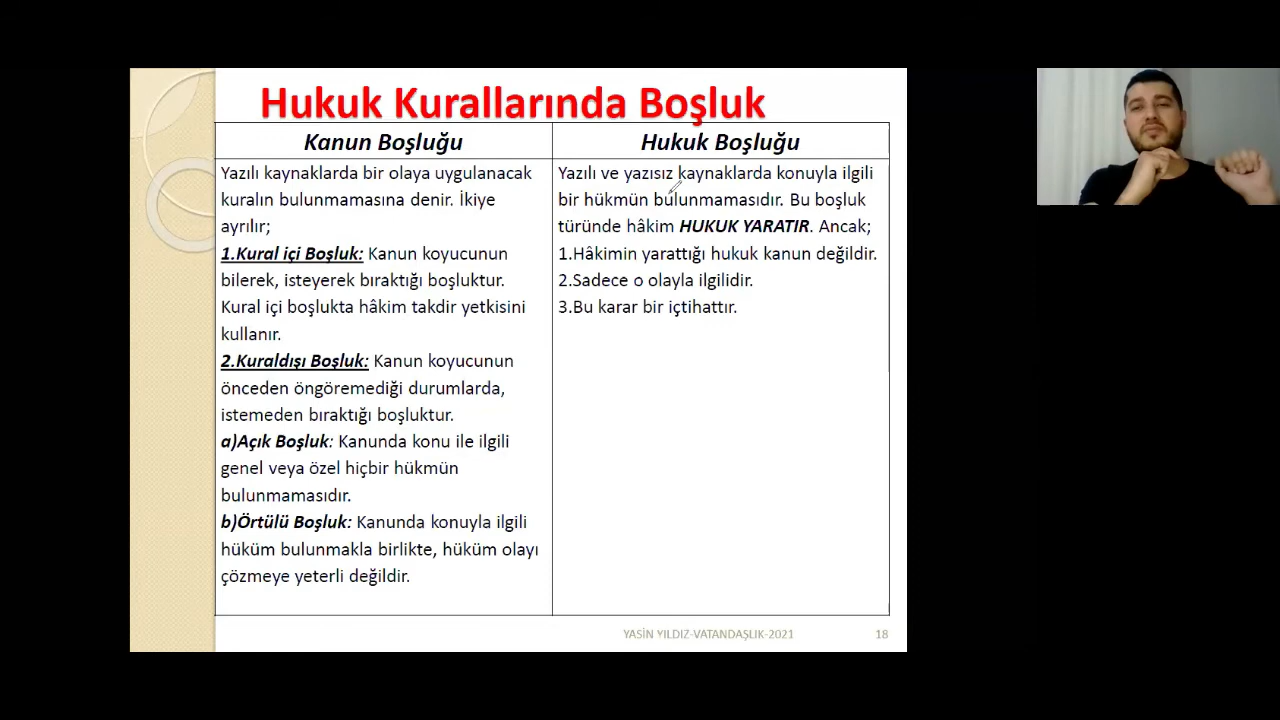 Hukuk Kurallarında Boşluk
Kanun Boşluğu
Yazılı kaynaklarda bir olaya uygulanacak
kuralın bulunmamasına denir. İkiye
ayrılır;
1.Kural içi Boşluk: Kanun koyucunun
bilerek, isteyerek bıraktığı boşluktur.
Kural içi boşlukta hâkim takdir yetkisini
kullanır.
2.Kuraldışı Boşluk: Kanun koyucunun
önceden öngöremediği durumlarda,
istemeden bıraktığı boşluktur.
a)Açık Boşluk: Kanunda konu ile ilgili
genel veya özel hiçbir hükmün
bulunmamasıdır.
b)Örtülü Boşluk: Kanunda konuyla ilgili
hüküm bulunmakla birlikte, hüküm olayı
çözmeye yeterli değildir.
Hukuk Boşluğu
Yazılı ve yazısız kaynaklarda konuyla ilgili
bir hükmün bulunmamasıdır. Bu boşluk
türünde hâkim HUKUK YARATIR. Ancak;
1.Hâkimin yarattığı hukuk kanun değildir.
2.Sadece o olayla ilgilidir.
3.Bu karar bir içtihattır.
YASİN YILDIZ-VATANDAŞLIK-2021
18